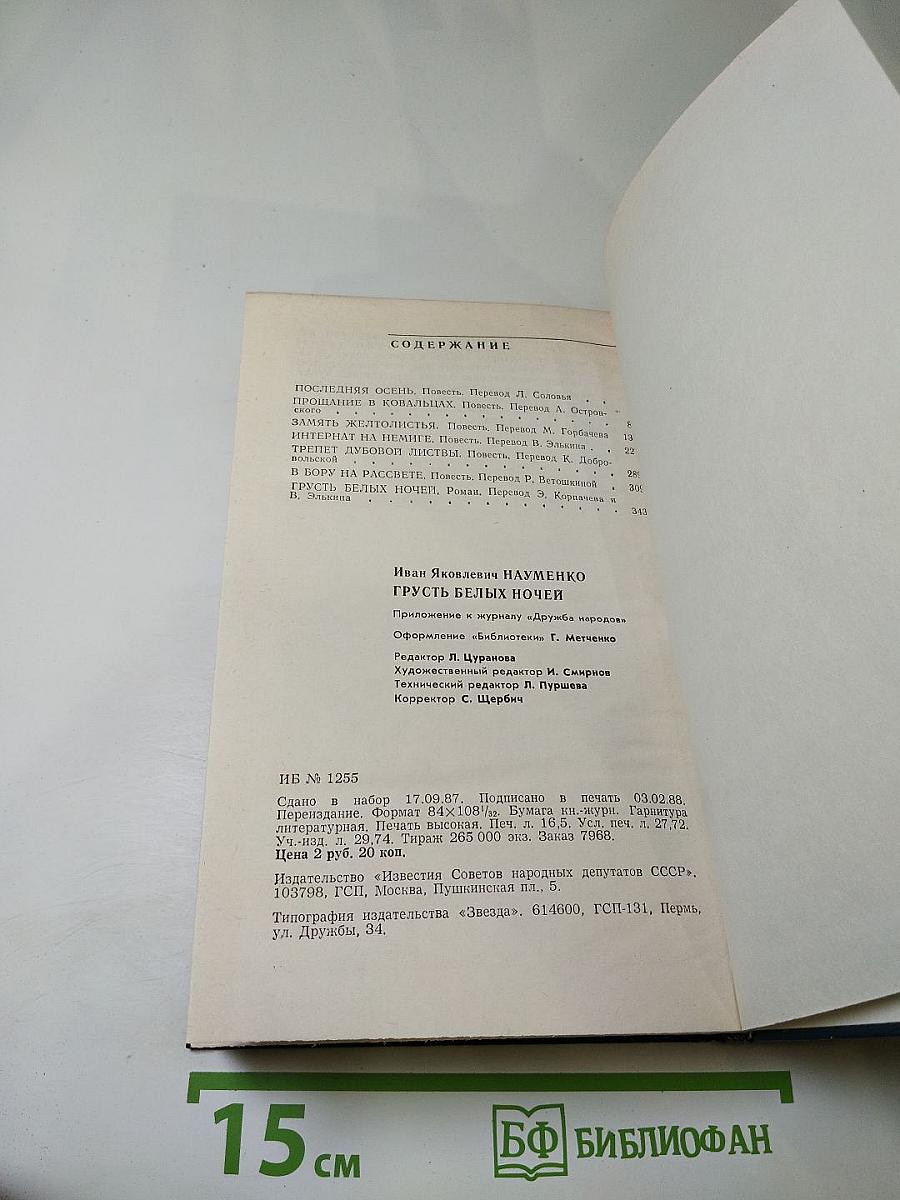 СОДЕРЖАНИЕ
ПОСЛЕДНЯЯ ОСЕНЬ. Повесть. Перевод Л. Соловья . .
ПРОЩАНИЕ В КОВАЛЬЦАХ. Повесть. Перевод А. Остров-
ского . . . . . . . . . . . . . . 8
ЗАМЯТЬ ЖЕЛТОЛИСТЬЯ. Повесть. Перевод М. Горбачева 13
ИНТЕРНАТ НА НЕМИГЕ. Повесть. Перевод В. Элькина . . 22
ТРЕПЕТ ДУБОВОЙ ЛИСТВЫ. Повесть. Перевод К. Добро-
вольской . . . . . . . . . . . . . 289
В БОРУ НА РАССВЕТЕ. Повесть. Перевод Р. Ветошкиной . 309
ГРУСТЬ БЕЛЫХ НОЧЕЙ. Роман. Перевод Э. Корпачева и
В. Элькина . . . . . . . . . . . . 343
Иван Яковлевич НАУМЕНКО
ГРУСТЬ БЕЛЫХ НОЧЕЙ
Приложение к журналу «Дружба народов»
Оформление «Библиотеки» Г. Метченко
Редактор Л. Цуранова
Художественный редактор И. Смирнов
Технический редактор Л. Пуршева
Корректор С. Щербич
ИБ № 1255
Сдано в набор 17.09.87. Подписано в печать 03.02.88.
Переиздание. Формат 84×108¹/₃₂. Бумага кн.-журн. Гарнитура
литературная. Печать высокая. Печ. л. 16,5. Усл. печ. л. 27,72.
Уч.-изд. л. 29,74. Тираж 265 000 экз. Заказ 7968.
Цена 2 руб. 20 коп.
Издательство «Известия Советов народных депутатов СССР».
103798, ГСП, Москва, Пушкинская пл., 5.
Типография издательства «Звезда». 614600, ГСП-131, Пермь,
ул. Дружбы, 34.
15 см
БФ БИБЛИОФАН